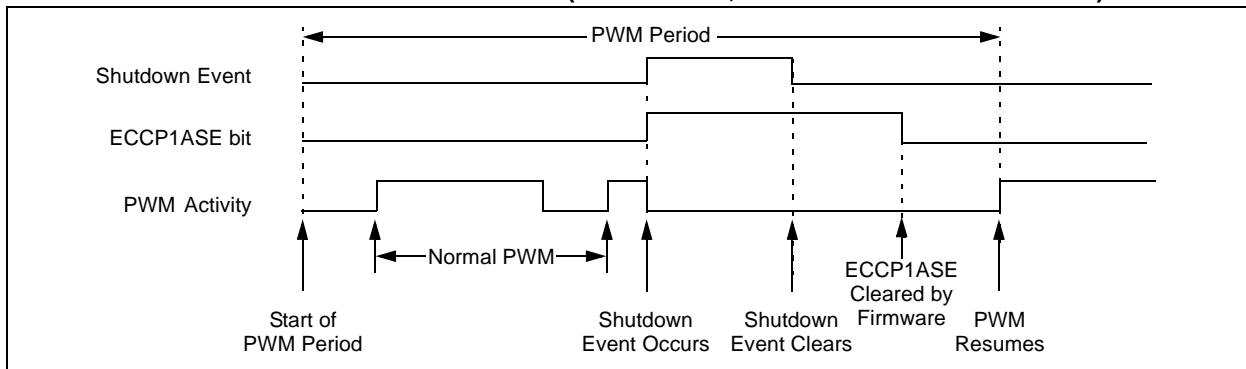 PWM Period
Shutdown Event
ECCP1ASE bit
PWM Activity
Normal PWM
Start of
PWM Period
Shutdown
Event Occurs
Shutdown
Event Clears
ECCP1ASE
Cleared by
Firmware
PWM
Resumes